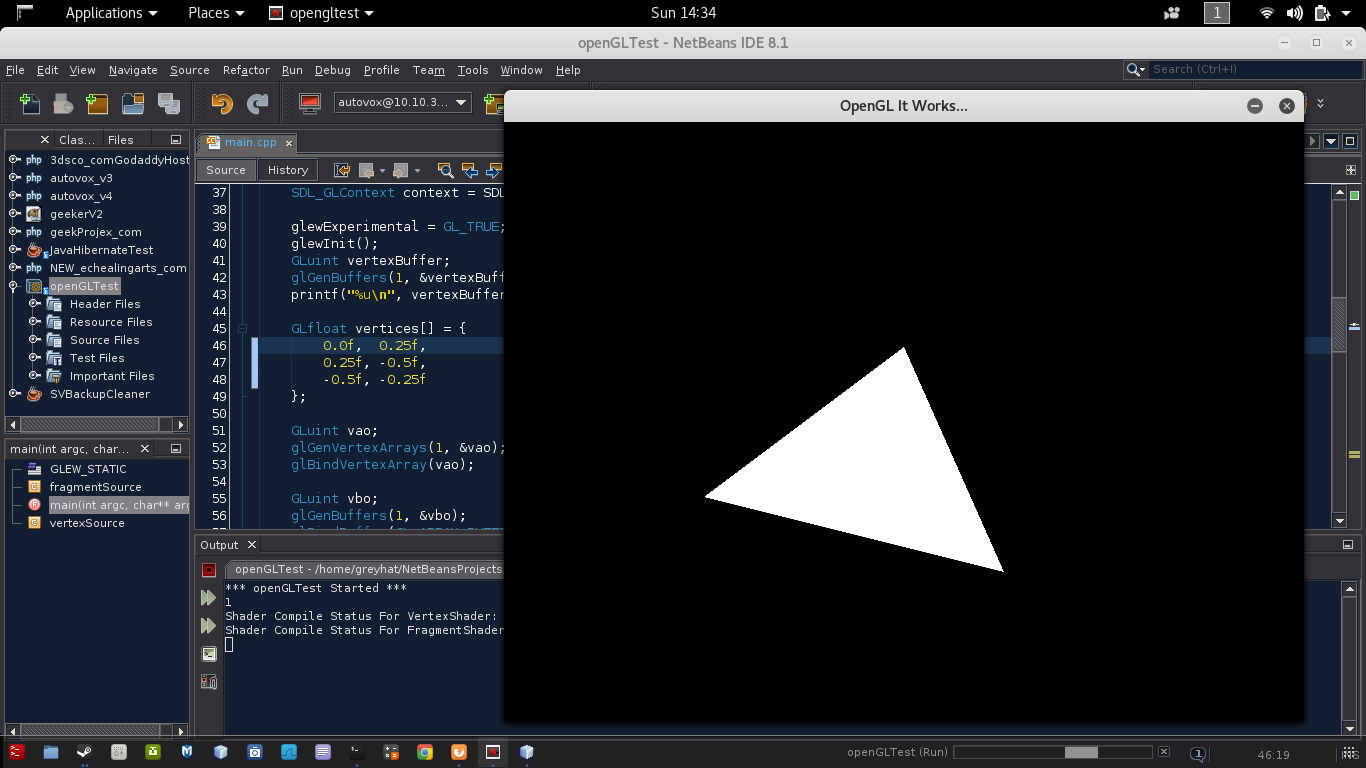 Applications Places opengltest Sun 14:34 1
openGLTest - NetBeans IDE 8.1
File Edit View Navigate Source Refactor Run Debug Profile Team Tools Window Help Search (Ctrl+I)
autovox@10.10.3...
OpenGL It Works...
Clas... Files
main.cpp
Source History
3dsco_comGodaddyHost
autovox_v3
autovox_v4
geekerV2
geekProjex_com
JavaHibernateTest
NEW_echealingarts_com
openGLTest
Header Files
Resource Files
Source Files
Test Files
Important Files
SVBackupCleaner
37 SDL_GLContext context = SDL
38
39 glewExperimental = GL_TRUE;
40 glewInit();
41 GLuint vertexBuffer;
42 glGenBuffers(1, &vertexBuff
43 printf("%u\n", vertexBuffer
44
45 GLfloat vertices[] = {
46 0.0f, 0.25f,
47 0.25f, -0.5f,
48 -0.5f, -0.25f
49 };
50
51 GLuint vao;
52 glGenVertexArrays(1, &vao);
53 glBindVertexArray(vao);
54
55 GLuint vbo;
56 glGenBuffers(1, &vbo);
main(int argc, char...
GLEW_STATIC
fragmentSource
main(int argc, char** arg
vertexSource
Output
openGLTest - /home/greyhat/NetBeansProjects
*** openGLTest Started ***
1
Shader Compile Status For VertexShader:
Shader Compile Status For FragmentShader
openGLTest (Run) 1 46:19